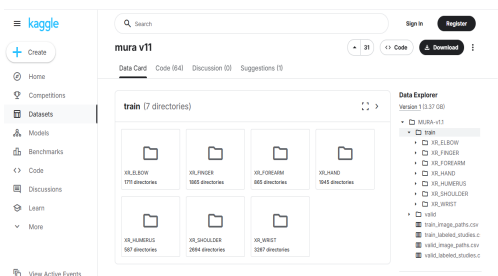 kaggle
Search
Sign In
Register
Create
Home
Competitions
Datasets
Models
Benchmarks
Code
Discussions
Learn
More
View Active Events
mura v11
31
Code
Download
Data Card
Code (64)
Discussion (0)
Suggestions (1)
train (7 directories)
XR_ELBOW
1711 directories
XR_FINGER
1865 directories
XR_FOREARM
865 directories
XR_HAND
1945 directories
XR_HUMERUS
587 directories
XR_SHOULDER
2694 directories
XR_WRIST
3267 directories
Data Explorer
Version 1 (3.37 GB)
MURA-v1.1
train
XR_ELBOW
XR_FINGER
XR_FOREARM
XR_HAND
XR_HUMERUS
XR_SHOULDER
XR_WRIST
valid
train_image_paths.csv
train_labeled_studies.c
valid_image_paths.csv
valid_labeled_studies.c